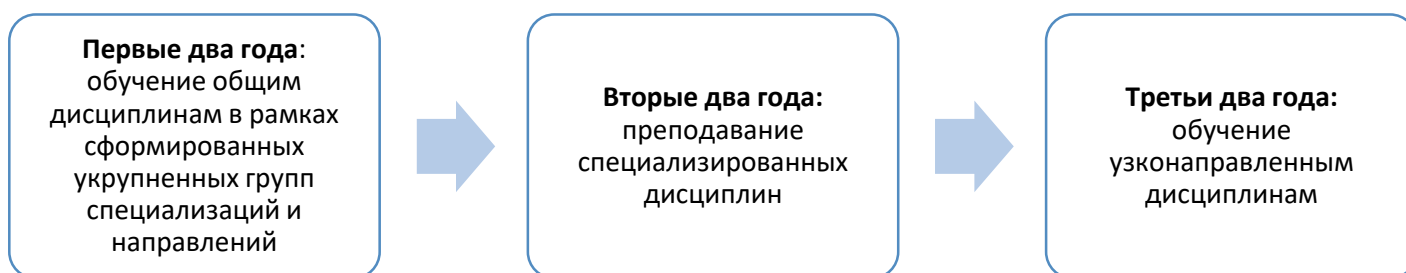 Первые два года:
обучение общим
дисциплинам в рамках
сформированных
укрупненных групп
специализаций и
направлений
Вторые два года:
преподавание
специализированных
дисциплин
Третьи два года:
обучение
узконаправленным
дисциплинам